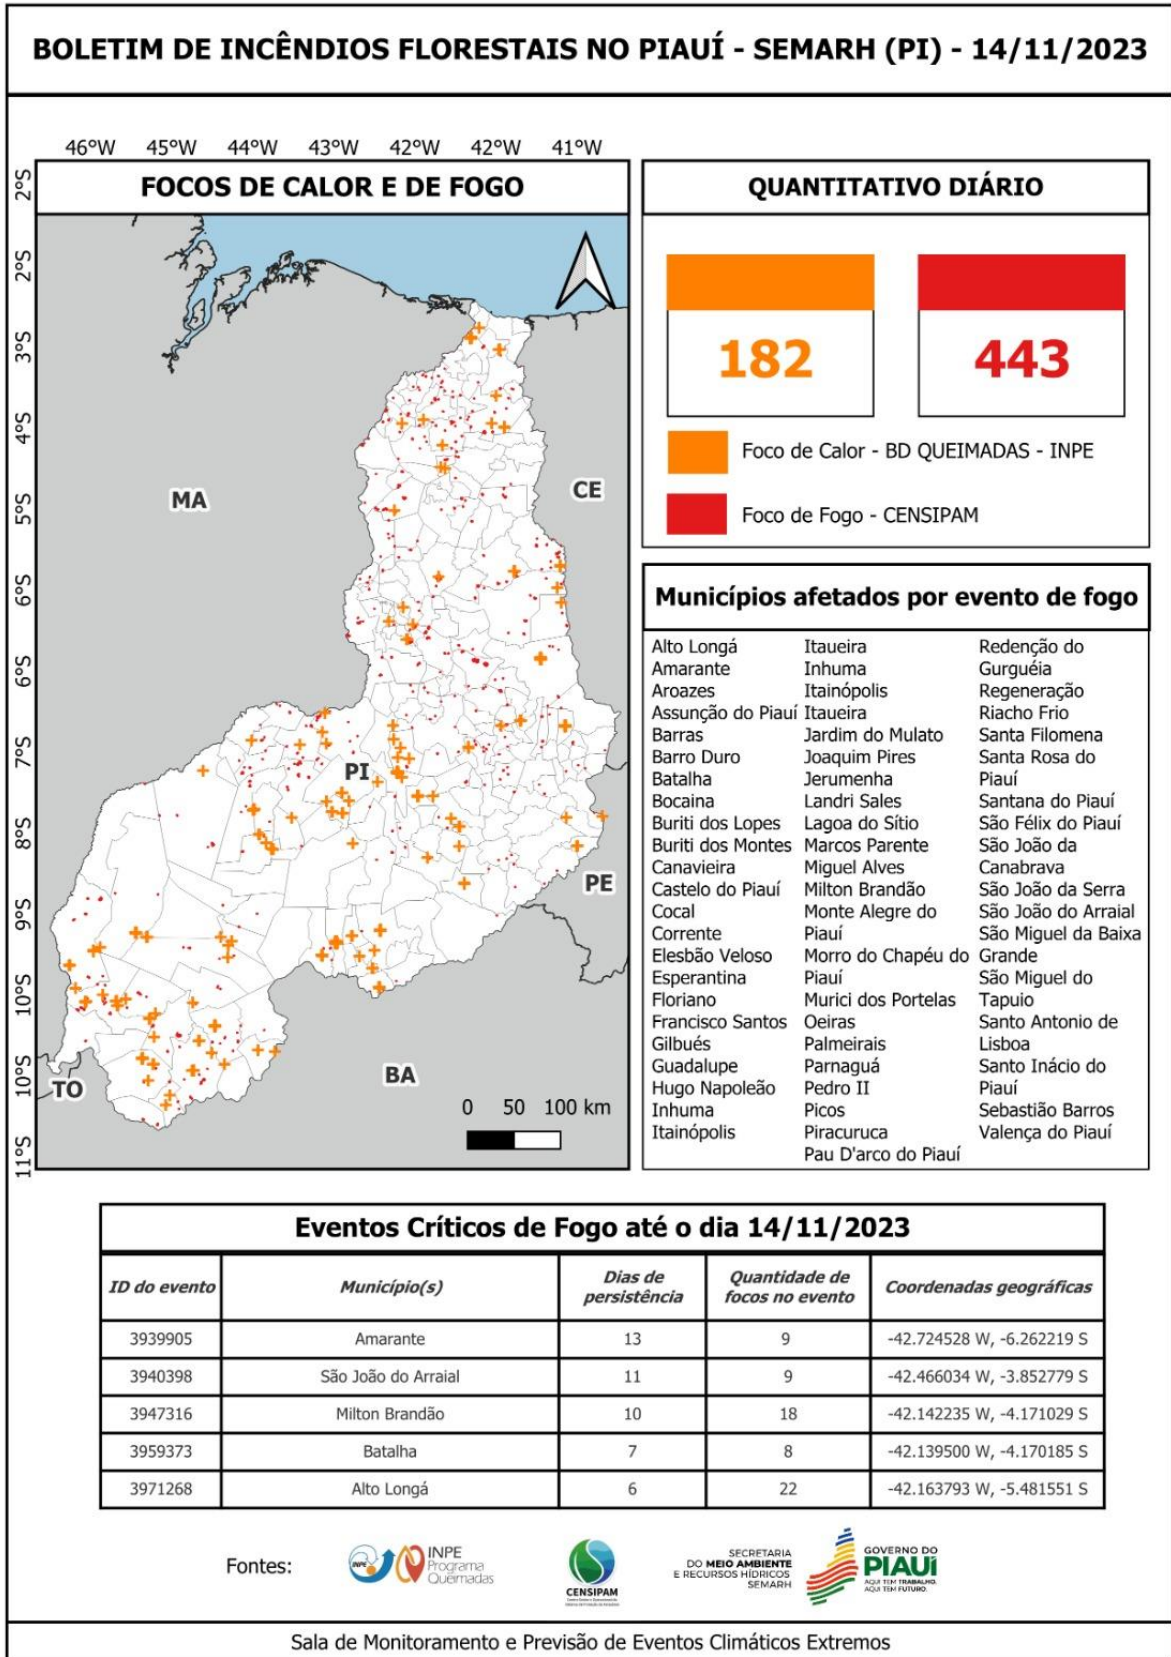 BOLETIM DE INCÊNDIOS FLORESTAIS NO PIAUÍ - SEMARH (PI) - 14/11/2023
46°W 45°W 44°W 43°W 42°W 42°W 41°W
FOCOS DE CALOR E DE FOGO
2°S
2°S
3°S
4°S
5°S
6°S
6°S
7°S
8°S
9°S
10°S
10°S
11°S
MA
CE
PI
PE
BA
TO
0 50 100 km
QUANTITATIVO DIÁRIO
182
443
Foco de Calor - BD QUEIMADAS - INPE
Foco de Fogo - CENSIPAM
Municípios afetados por evento de fogo
Alto Longá
Amarante
Aroazes
Assunção do Piauí
Barras
Barro Duro
Batalha
Bocaina
Buriti dos Lopes
Buriti dos Montes
Canavieira
Castelo do Piauí
Cocal
Corrente
Elesbão Veloso
Esperantina
Floriano
Francisco Santos
Gilbués
Guadalupe
Hugo Napoleão
Inhuma
Itainópolis
Itaueira
Inhuma
Itainópolis
Itaueira
Jardim do Mulato
Joaquim Pires
Jerumenha
Landri Sales
Lagoa do Sítio
Marcos Parente
Miguel Alves
Milton Brandão
Monte Alegre do
Piauí
Morro do Chapéu do
Piauí
Murici dos Portelas
Oeiras
Palmeirais
Parnaguá
Pedro II
Picos
Piracuruca
Pau D'arco do Piauí
Redenção do
Gurguéia
Regeneração
Riacho Frio
Santa Filomena
Santa Rosa do
Piauí
Santana do Piauí
São Félix do Piauí
São João da
Canabrava
São João da Serra
São João do Arraial
São Miguel da Baixa
Grande
São Miguel do
Tapuio
Santo Antonio de
Lisboa
Santo Inácio do
Piauí
Sebastião Barros
Valença do Piauí
Eventos Críticos de Fogo até o dia 14/11/2023
ID do evento Município(s) Dias de persistência Quantidade de focos no evento Coordenadas geográficas
3939905 Amarante 13 9 -42.724528 W, -6.262219 S
3940398 São João do Arraial 11 9 -42.466034 W, -3.852779 S
3947316 Milton Brandão 10 18 -42.142235 W, -4.171029 S
3959373 Batalha 7 8 -42.139500 W, -4.170185 S
3971268 Alto Longá 6 22 -42.163793 W, -5.481551 S
Fontes:
INPE
INPE
Programa
Queimadas
CENSIPAM
SECRETARIA
DO MEIO AMBIENTE
E RECURSOS HÍDRICOS
SEMARH
GOVERNO DO
PIAUÍ
AQUI TEM TRABALHO.
AQUI TEM FUTURO.
Sala de Monitoramento e Previsão de Eventos Climáticos Extremos